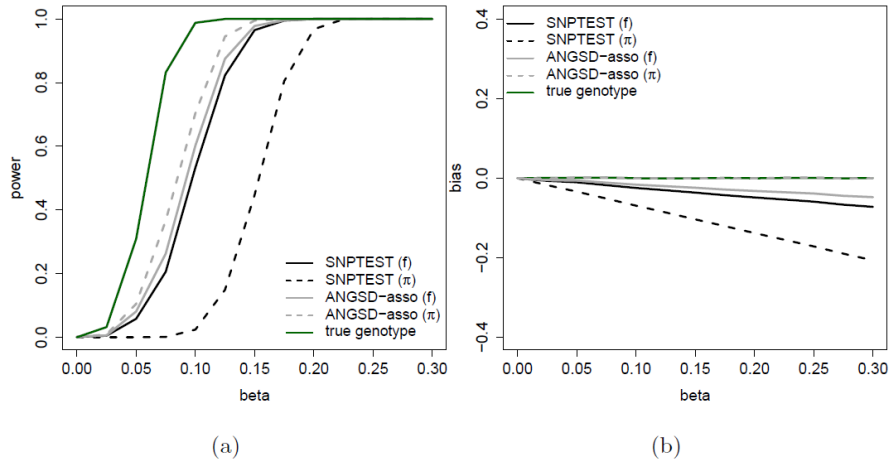 1.0
0.8
0.6
0.4
0.2
0.0
power
SNPTEST (f)
SNPTEST (π)
ANGSD-asso (f)
ANGSD-asso (π)
true genotype
0.00 0.05 0.10 0.15 0.20 0.25 0.30
beta
(a)
0.4
0.2
0.0
−0.2
−0.4
bias
SNPTEST (f)
SNPTEST (π)
ANGSD-asso (f)
ANGSD-asso (π)
true genotype
0.00 0.05 0.10 0.15 0.20 0.25 0.30
beta
(b)